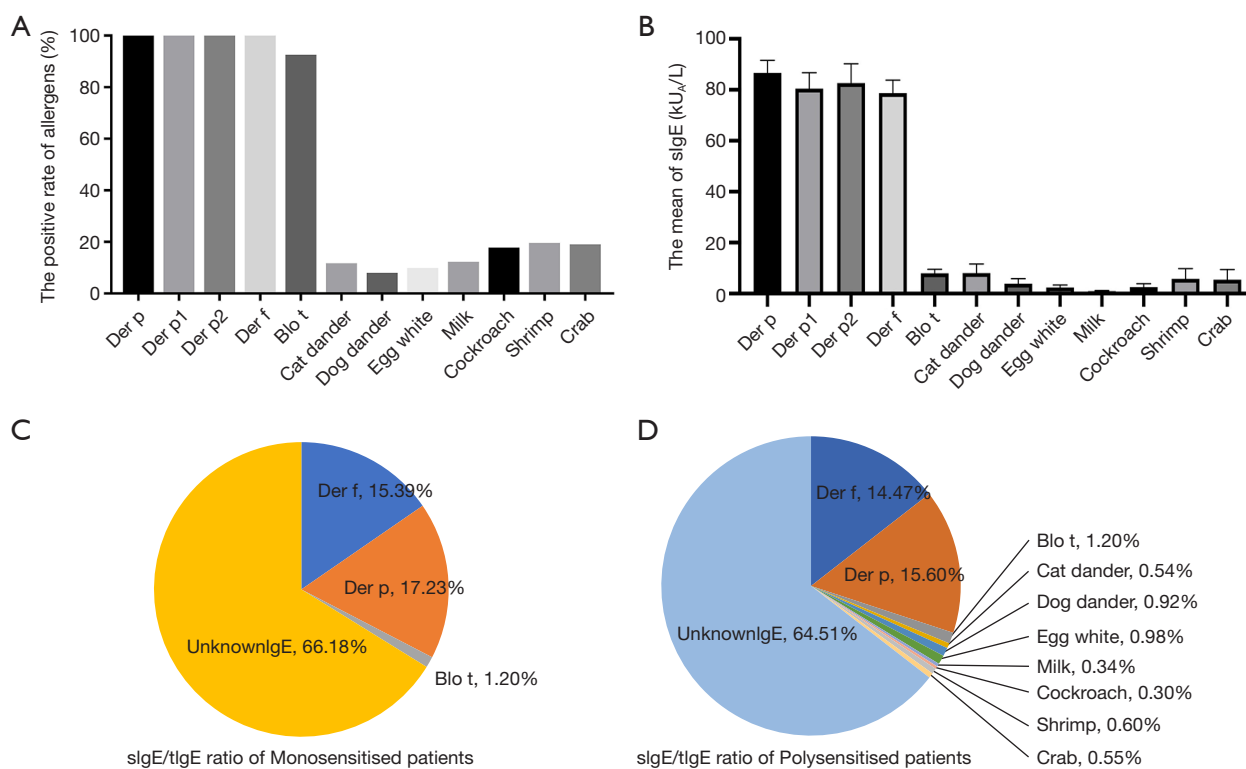 A
The positive rate of allergens (%)
100
80
60
40
20
0
Der p
Der p1
Der p2
Der f
Blo t
Cat dander
Dog dander
Egg white
Milk
Cockroach
Shrimp
Crab
B
The mean of sIgE (kUA/L)
100
80
60
40
20
0
Der p
Der p1
Der p2
Der f
Blo t
Cat dander
Dog dander
Egg white
Milk
Cockroach
Shrimp
Crab
C
Der f, 15.39%
Der p, 17.23%
UnknownIgE, 66.18%
Blo t, 1.20%
sIgE/tIgE ratio of Monosensitised patients
D
Der f, 14.47%
Der p, 15.60%
UnknownIgE, 64.51%
Blo t, 1.20%
Cat dander, 0.54%
Dog dander, 0.92%
Egg white, 0.98%
Milk, 0.34%
Cockroach, 0.30%
Shrimp, 0.60%
Crab, 0.55%
sIgE/tIgE ratio of Polysensitised patients